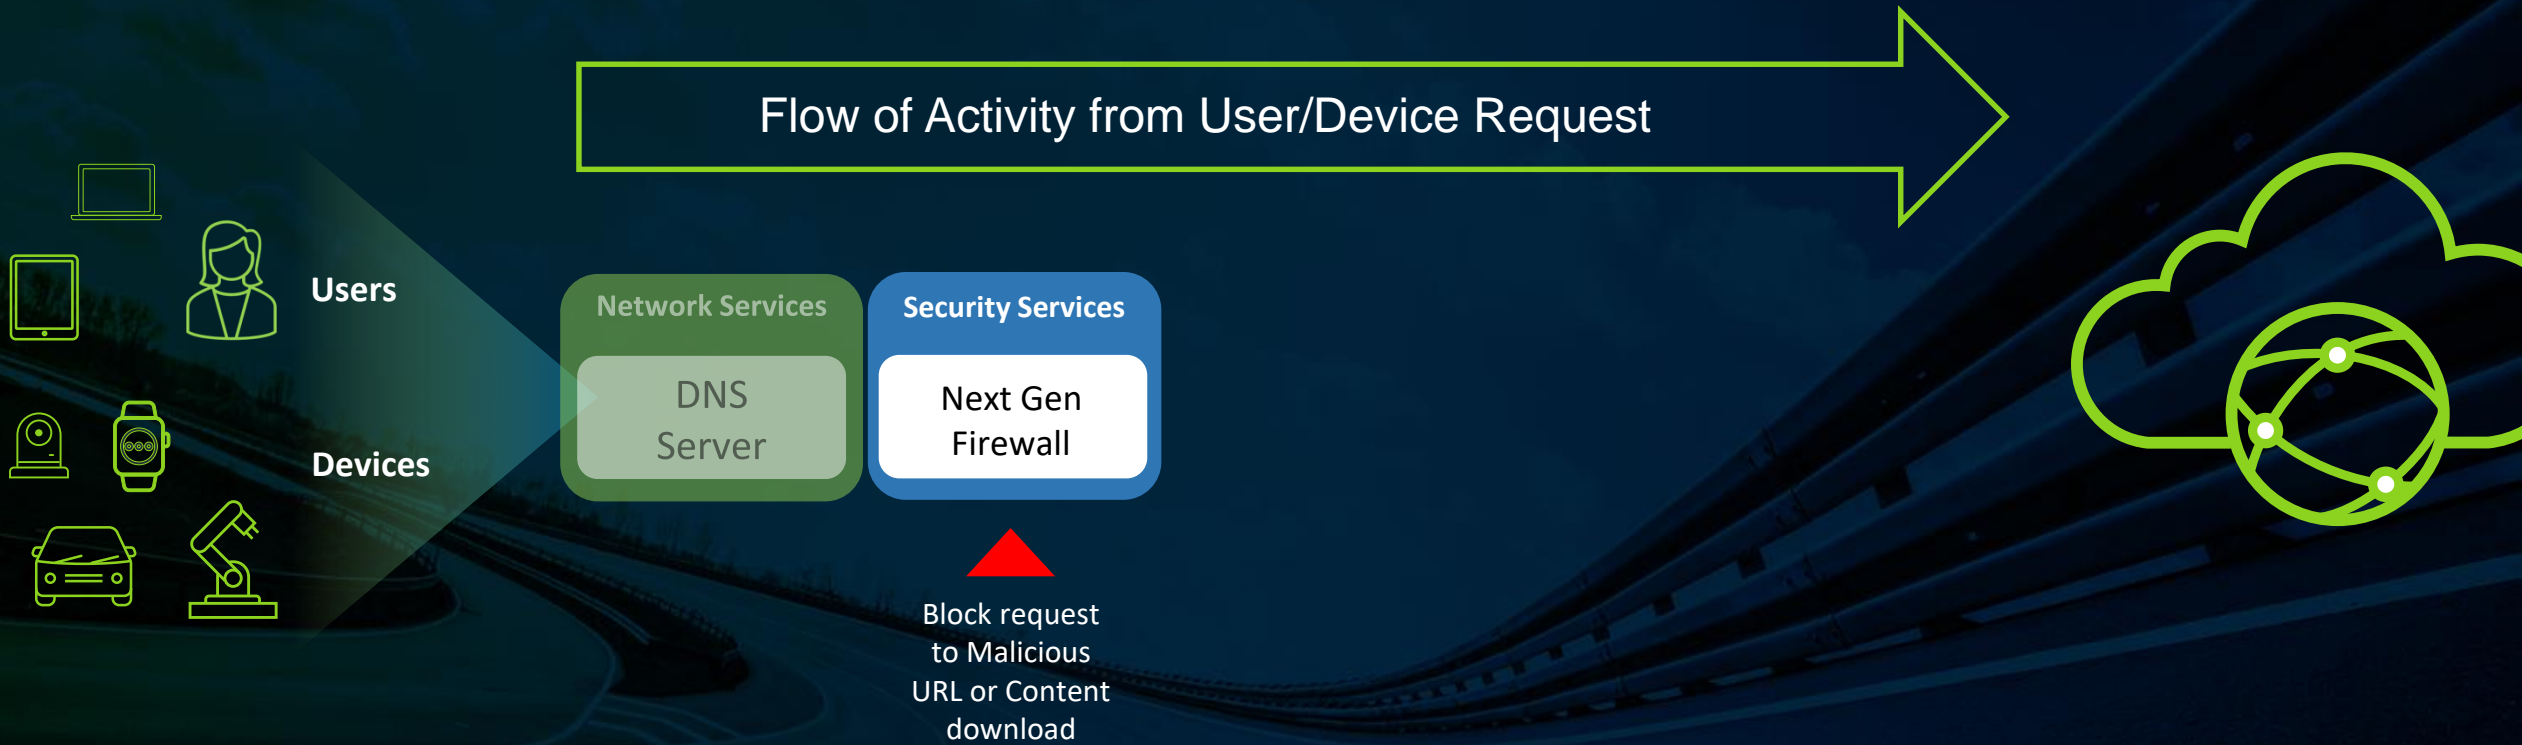 Flow of Activity from User/Device Request
Users
Devices
Network Services
DNS
Server
Security Services
Next Gen
Firewall
Block request
to Malicious
URL or Content
download